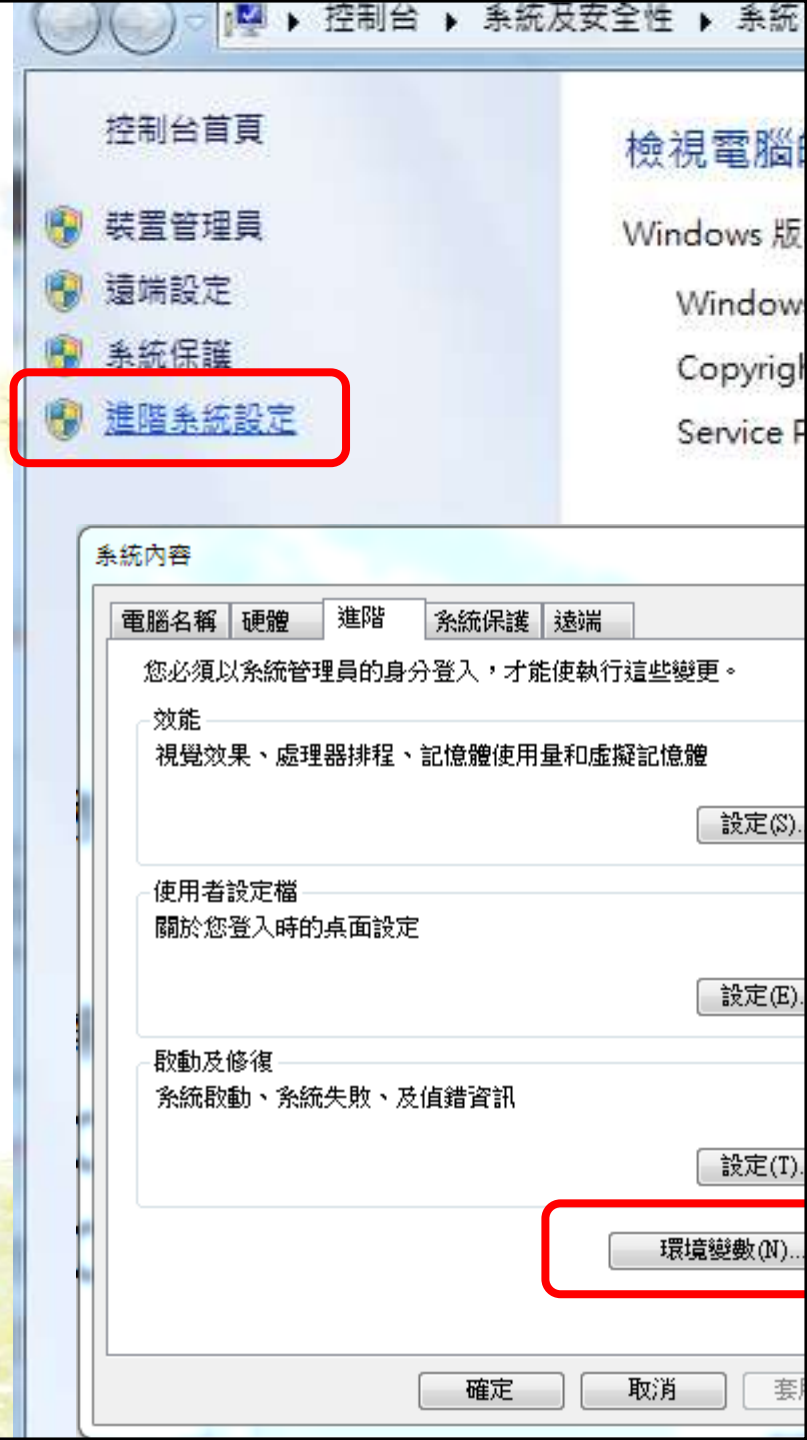 控制台 ▸ 系統及安全性 ▸ 系統
控制台首頁
裝置管理員
遠端設定
系統保護
進階系統設定
檢視電腦
Windows 版
Window
Copyrig
Service
系統內容
電腦名稱 硬體 進階 系統保護 遠端
您必須以系統管理員的身分登入，才能使執行這些變更。
效能
視覺效果、處理器排程、記憶體使用量和虛擬記憶體
設定(S)..
使用者設定檔
關於您登入時的桌面設定
設定(E).
啟動及修復
系統啟動、系統失敗、及偵錯資訊
設定(T).
環境變數(N)...
確定 取消 套